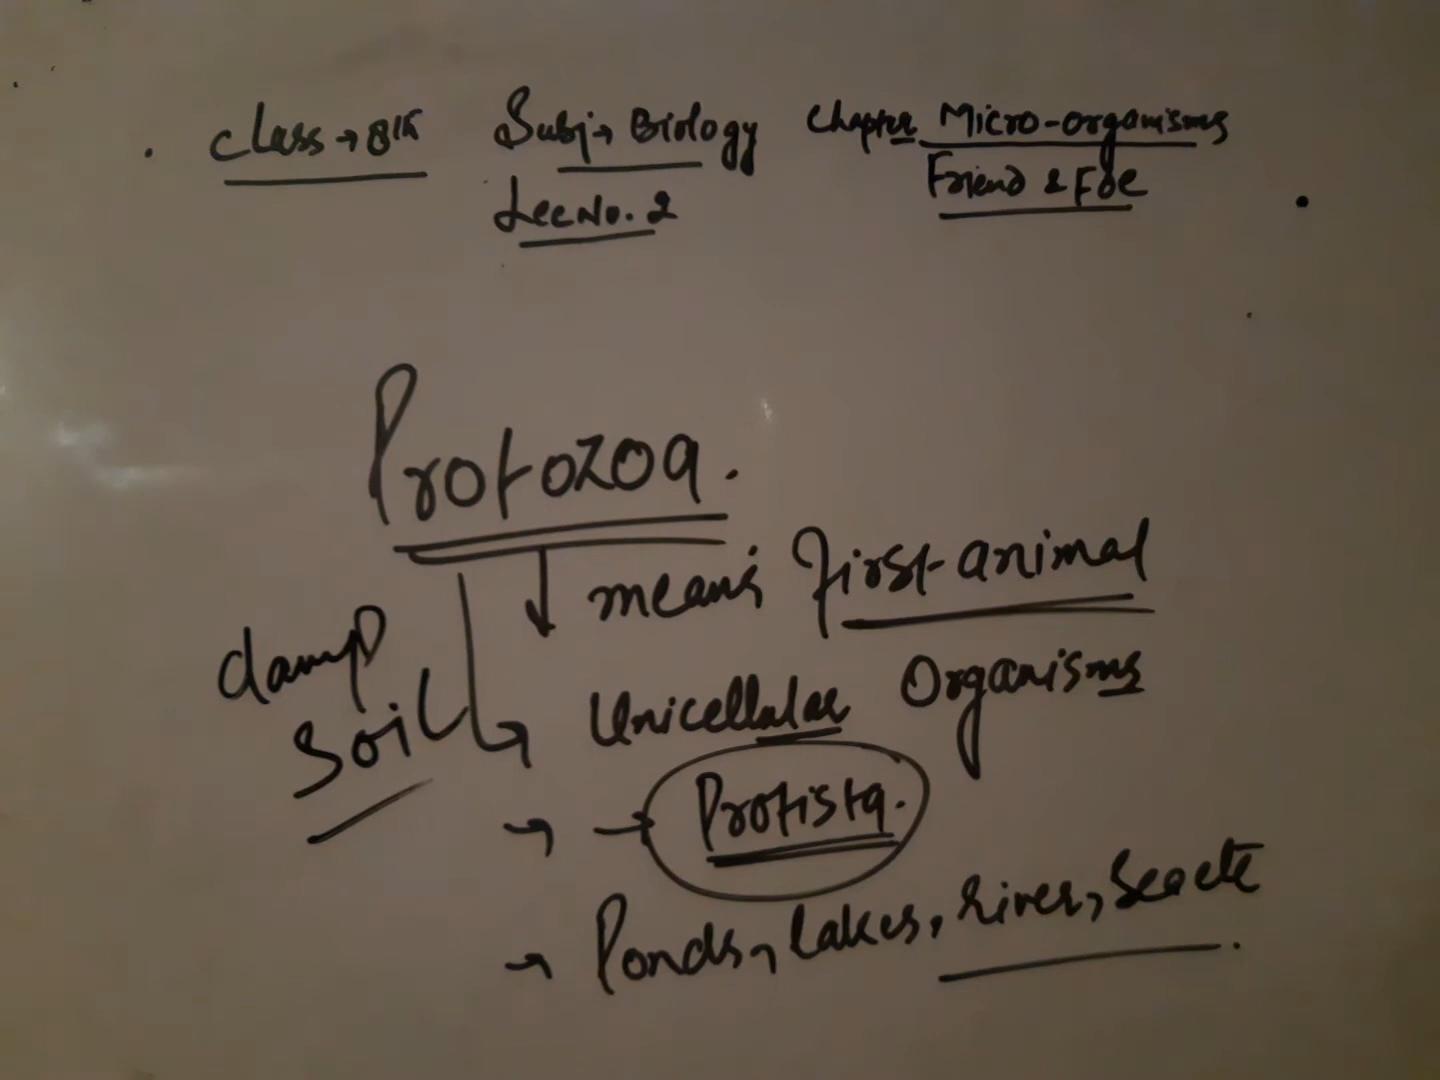 Class → 8th Subj → Biology Chapter Micro-organisms
Lec No. 2 Friend & Foe
Protozoa.
means first animal
damp
soil
→ Unicellular Organisms
→ → Protista.
→ Ponds, lakes, river, Sea etc